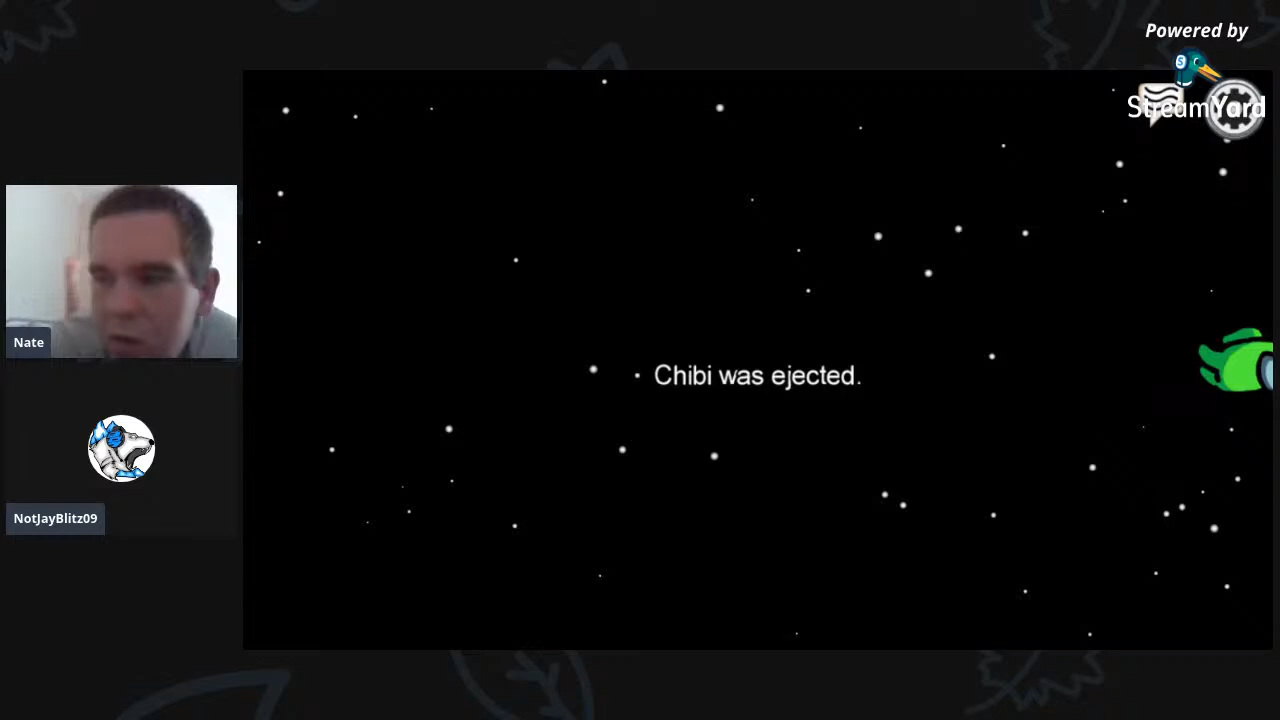 Powered by
StreamYard
Nate
Chibi was ejected.
NotJayBlitz09